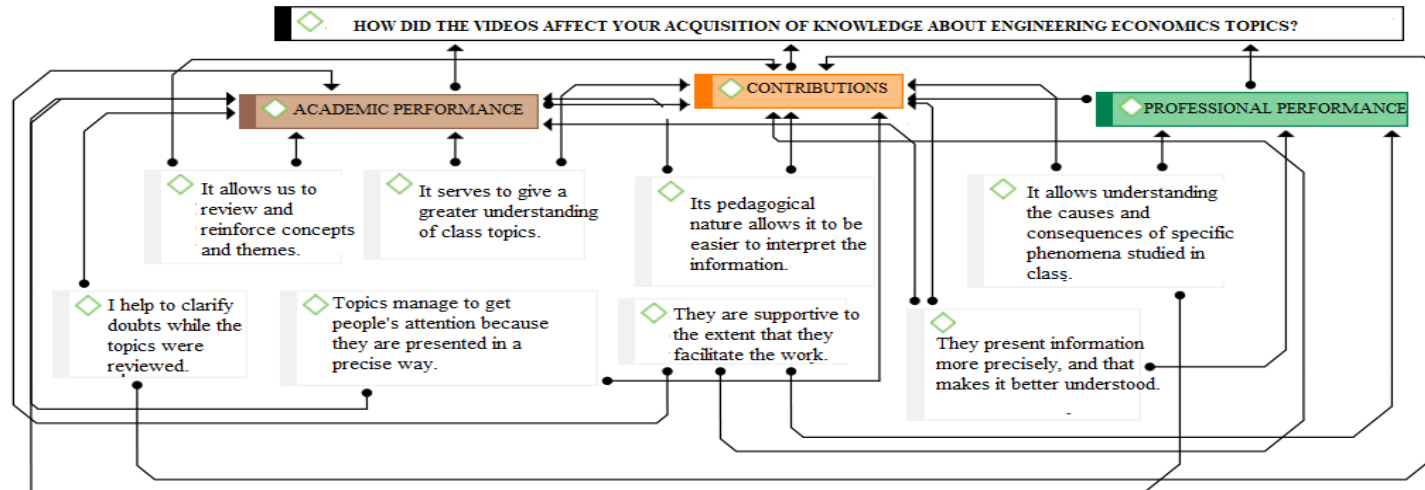 HOW DID THE VIDEOS AFFECT YOUR ACQUISITION OF KNOWLEDGE ABOUT ENGINEERING ECONOMICS TOPICS?
ACADEMIC PERFORMANCE
CONTRIBUTIONS
PROFESSIONAL PERFORMANCE
It allows us to
review and
reinforce concepts
and themes.
It serves to give a
greater understanding
of class topics.
Its pedagogical
nature allows it to be
easier to interpret the
information.
It allows understanding
the causes and
consequences of specific
phenomena studied in
class.
I help to clarify
doubts while the
topics were
reviewed.
Topics manage to get
people's attention because
they are presented in a
precise way.
They are supportive to
the extent that they
facilitate the work.
They present information
more precisely, and that
makes it better understood.